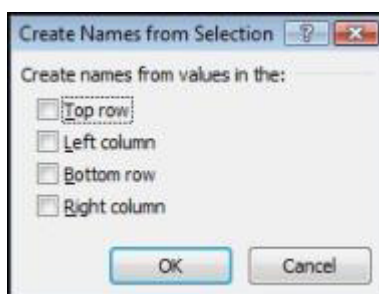 Create Names from Selection
Create names from values in the:
Top row
Left column
Bottom row
Right column
OK Cancel